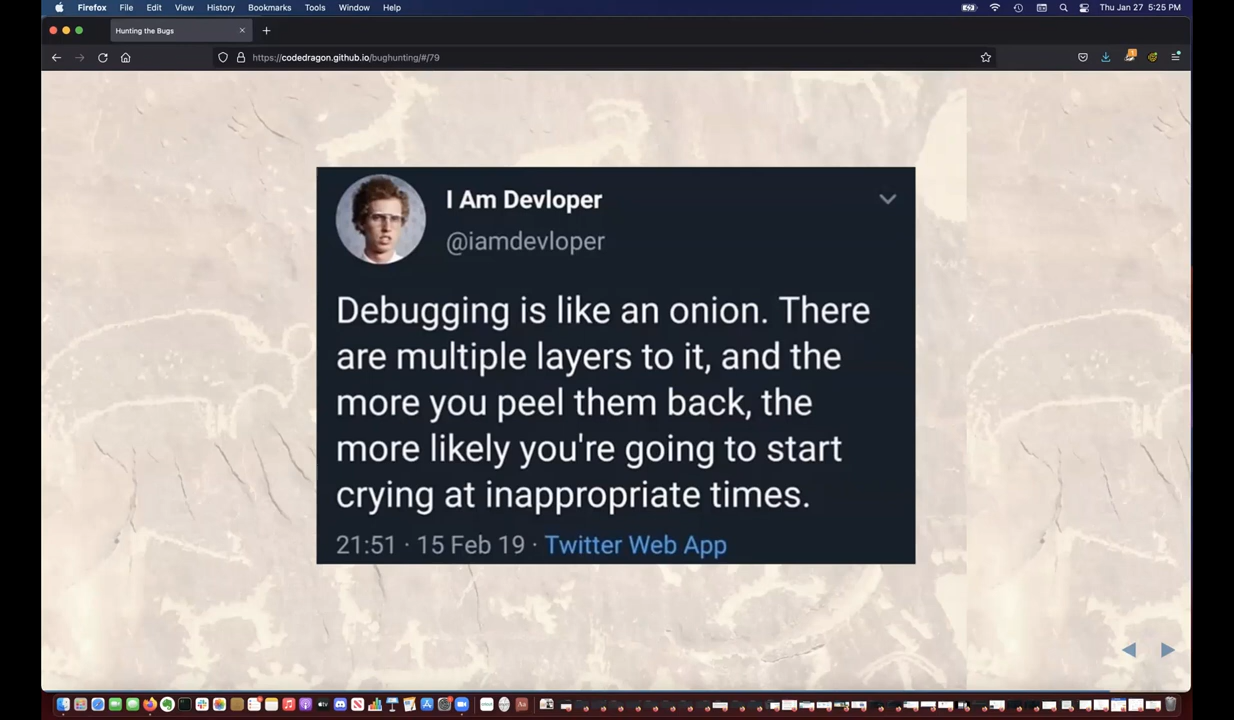 Firefox File Edit View History Bookmarks Tools Window Help Thu Jan 27 5:25 PM
Hunting the Bugs
https://codedragon.github.io/bughunting/#/79
I Am Devloper
@iamdevloper
Debugging is like an onion. There
are multiple layers to it, and the
more you peel them back, the
more likely you're going to start
crying at inappropriate times.
21:51 · 15 Feb 19 · Twitter Web App